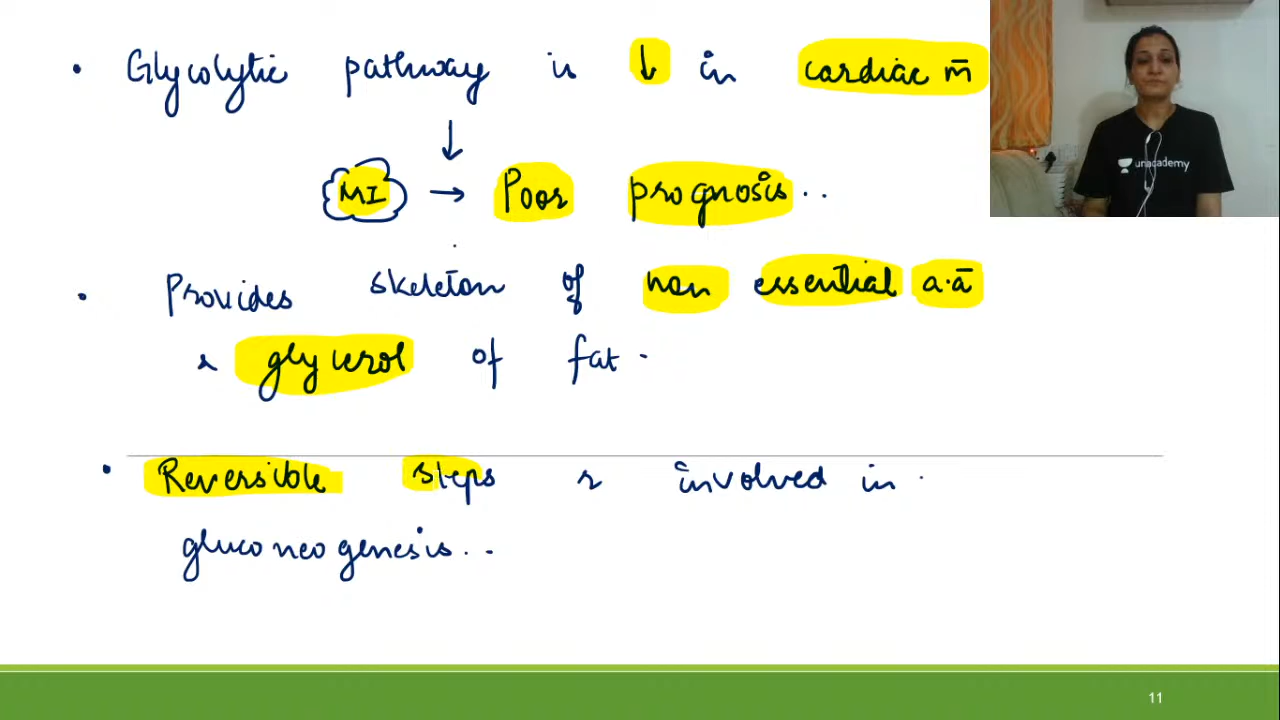 • Glycolytic pathway is ↓ in cardiac m̄
↓
MI → Poor prognosis..
• Provides skeleton of non essential a.ā
& glycerol of fat.
• Reversible steps r involved in.
gluconeogenesis..
unacademy
11